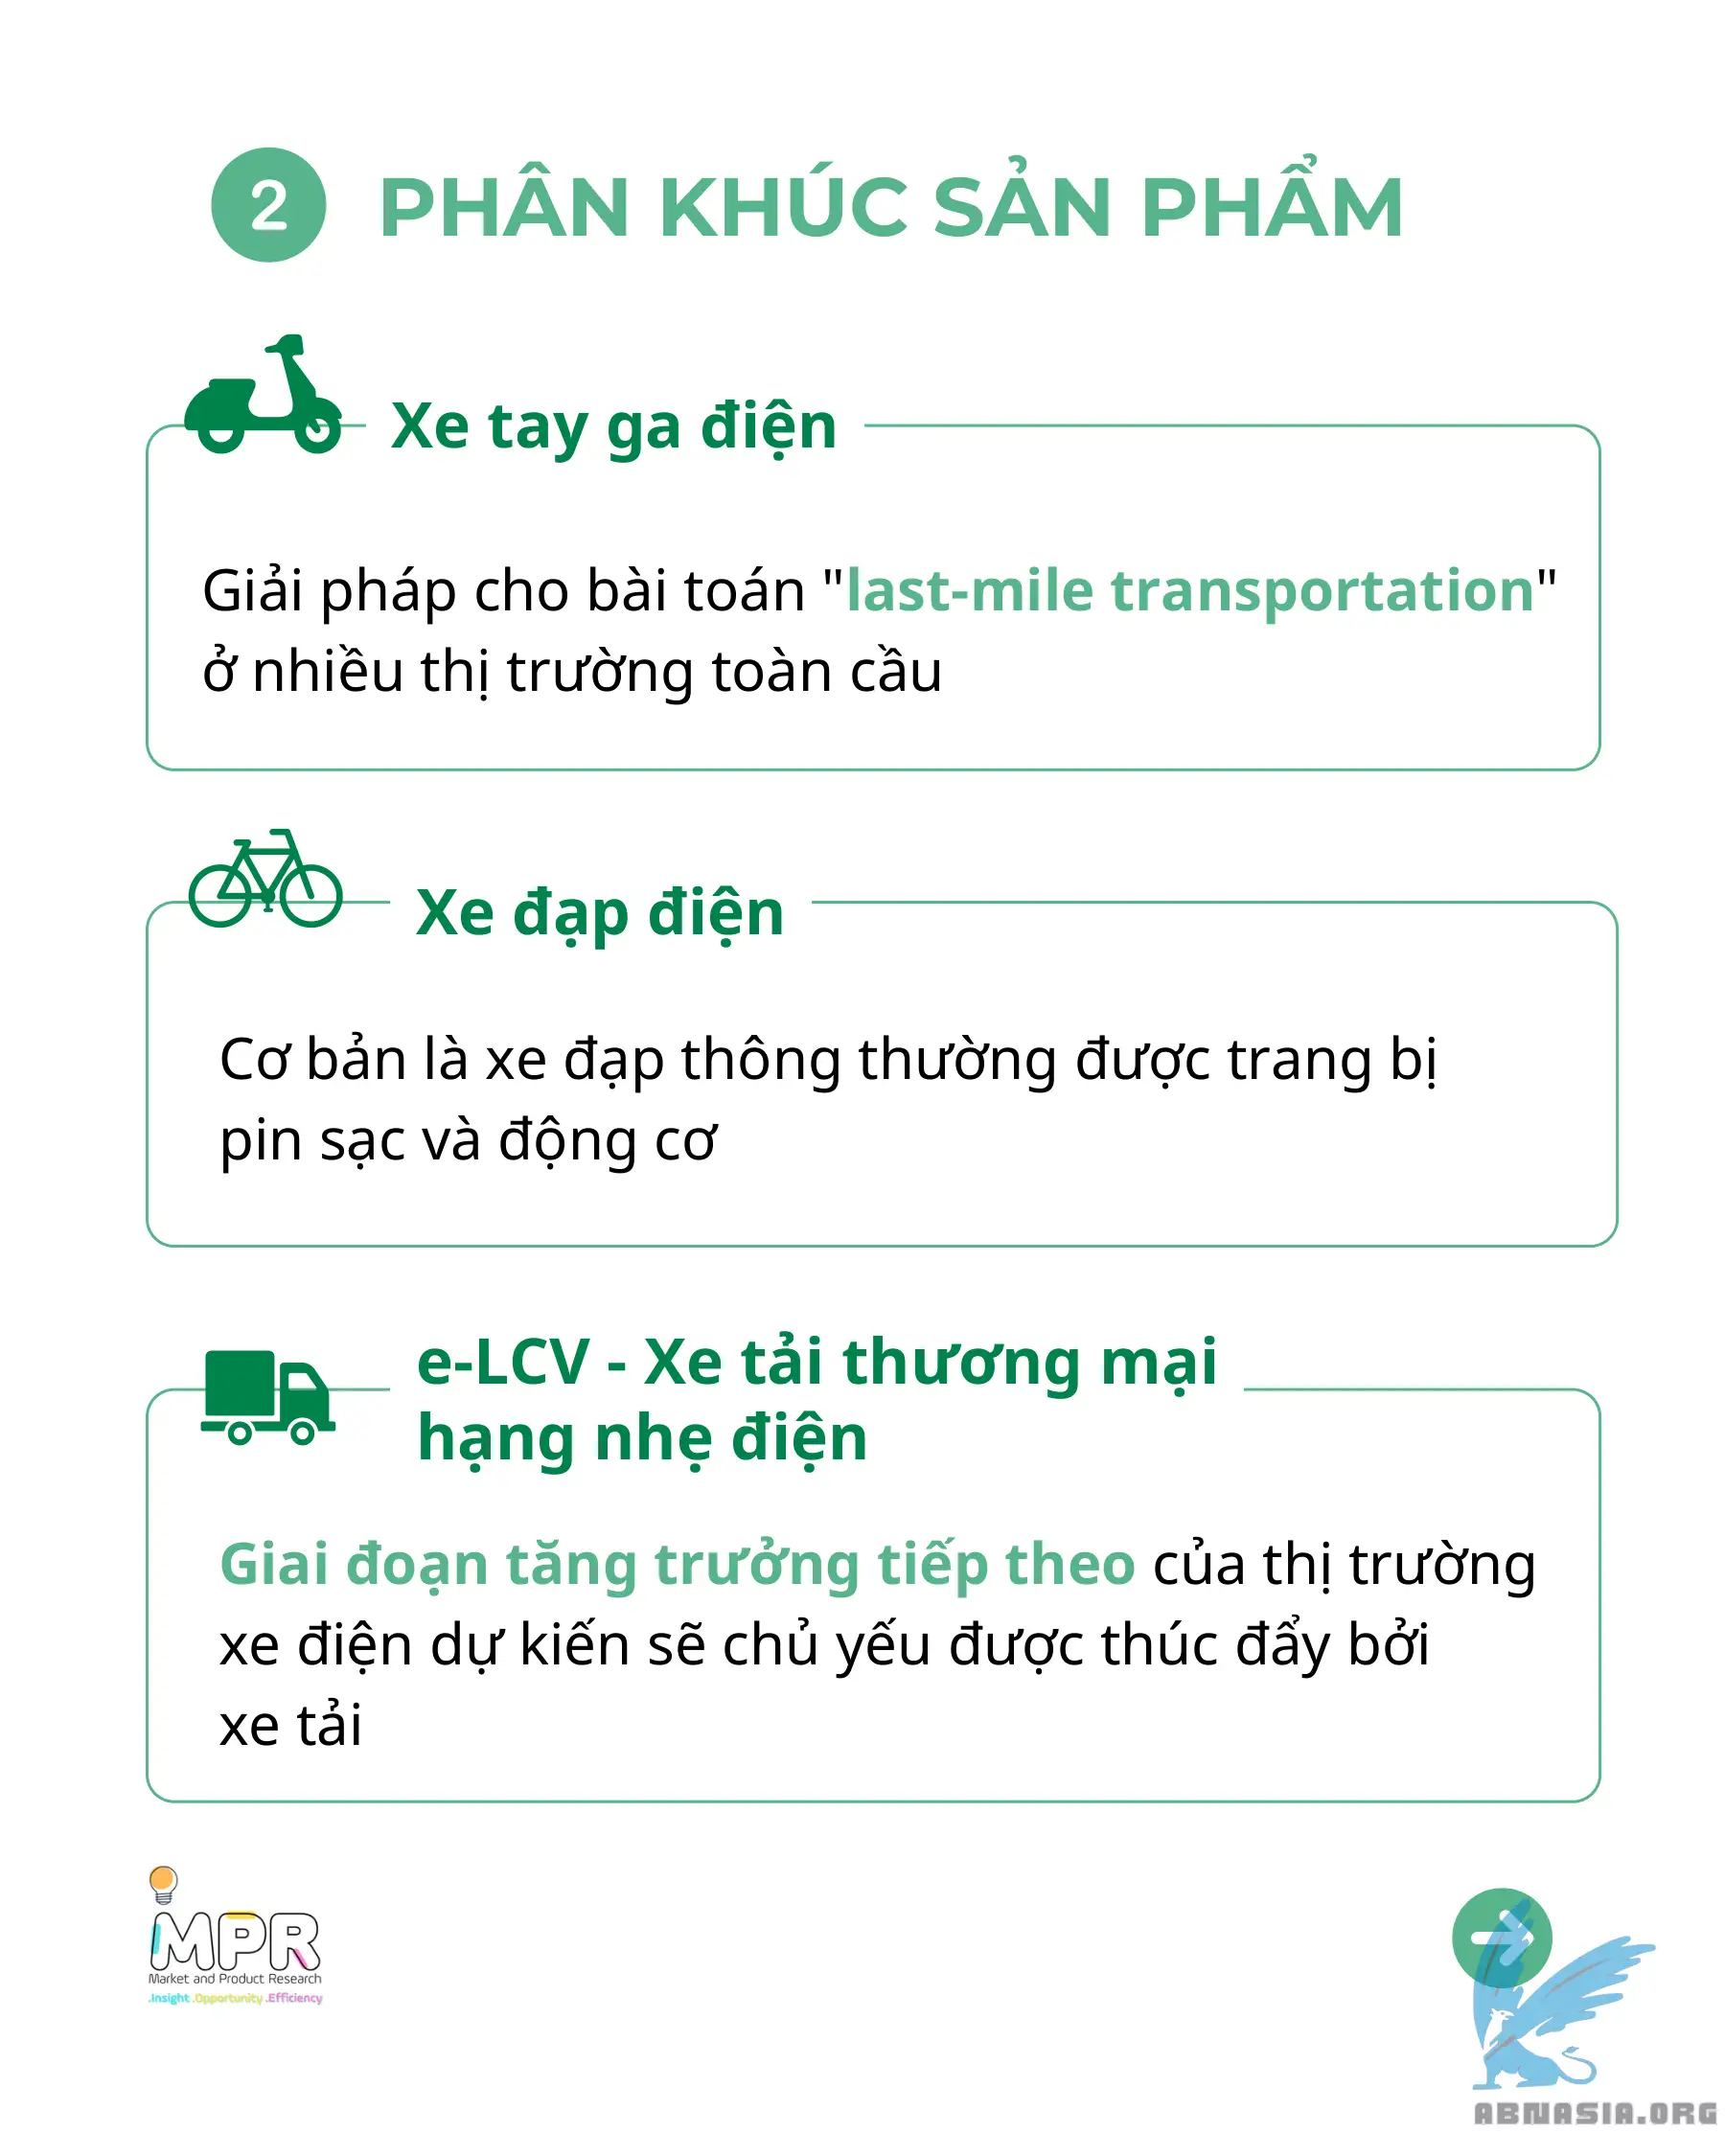 2 PHÂN KHÚC SẢN PHẨM
Xe tay ga điện
Giải pháp cho bài toán "last-mile transportation"
ở nhiều thị trường toàn cầu
Xe đạp điện
Cơ bản là xe đạp thông thường được trang bị
pin sạc và động cơ
e-LCV - Xe tải thương mại
hạng nhẹ điện
Giai đoạn tăng trưởng tiếp theo của thị trường
xe điện dự kiến sẽ chủ yếu được thúc đẩy bởi
xe tải
MPR
Market and Product Research
.Insight .Opportunity .Efficiency
ABNASIA.ORG